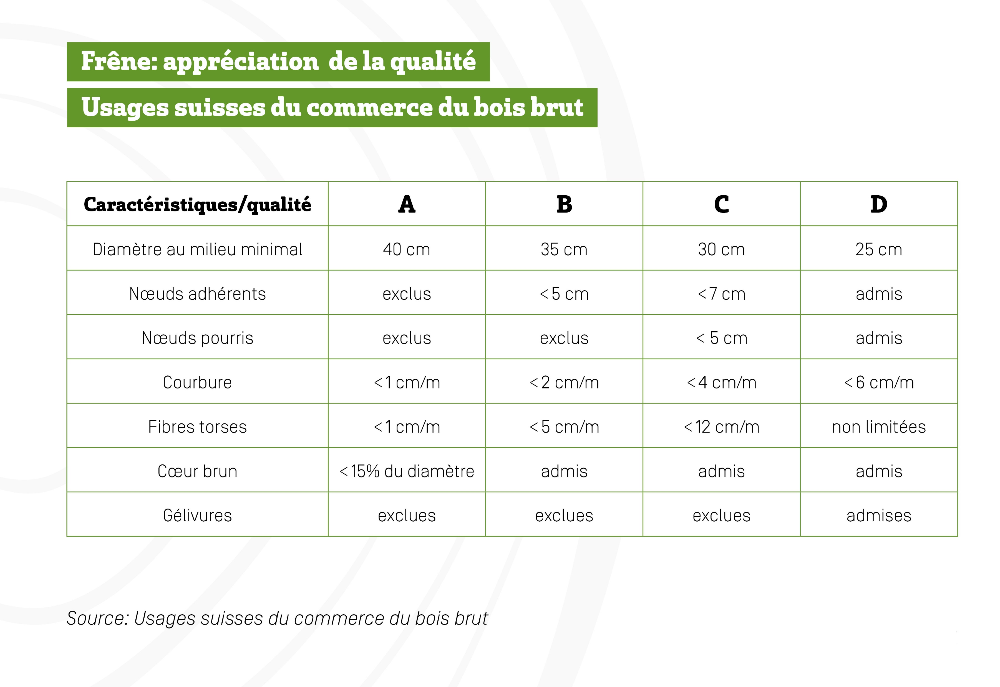 Frêne: appréciation  de la qualité
Usages suisses du commerce du bois brut
Caractéristiques/qualité A B C D
Diamètre au milieu minimal 40 cm 35 cm 30 cm 25 cm
Nœuds adhérents exclus < 5 cm < 7 cm admis
Nœuds pourris exclus exclus < 5 cm admis
Courbure < 1 cm/m < 2 cm/m < 4 cm/m < 6 cm/m
Fibres torses < 1 cm/m < 5 cm/m < 12 cm/m non limitées
Cœur brun < 15% du diamètre admis admis admis
Gélivures exclues exclues exclues admises
Source: Usages suisses du commerce du bois brut